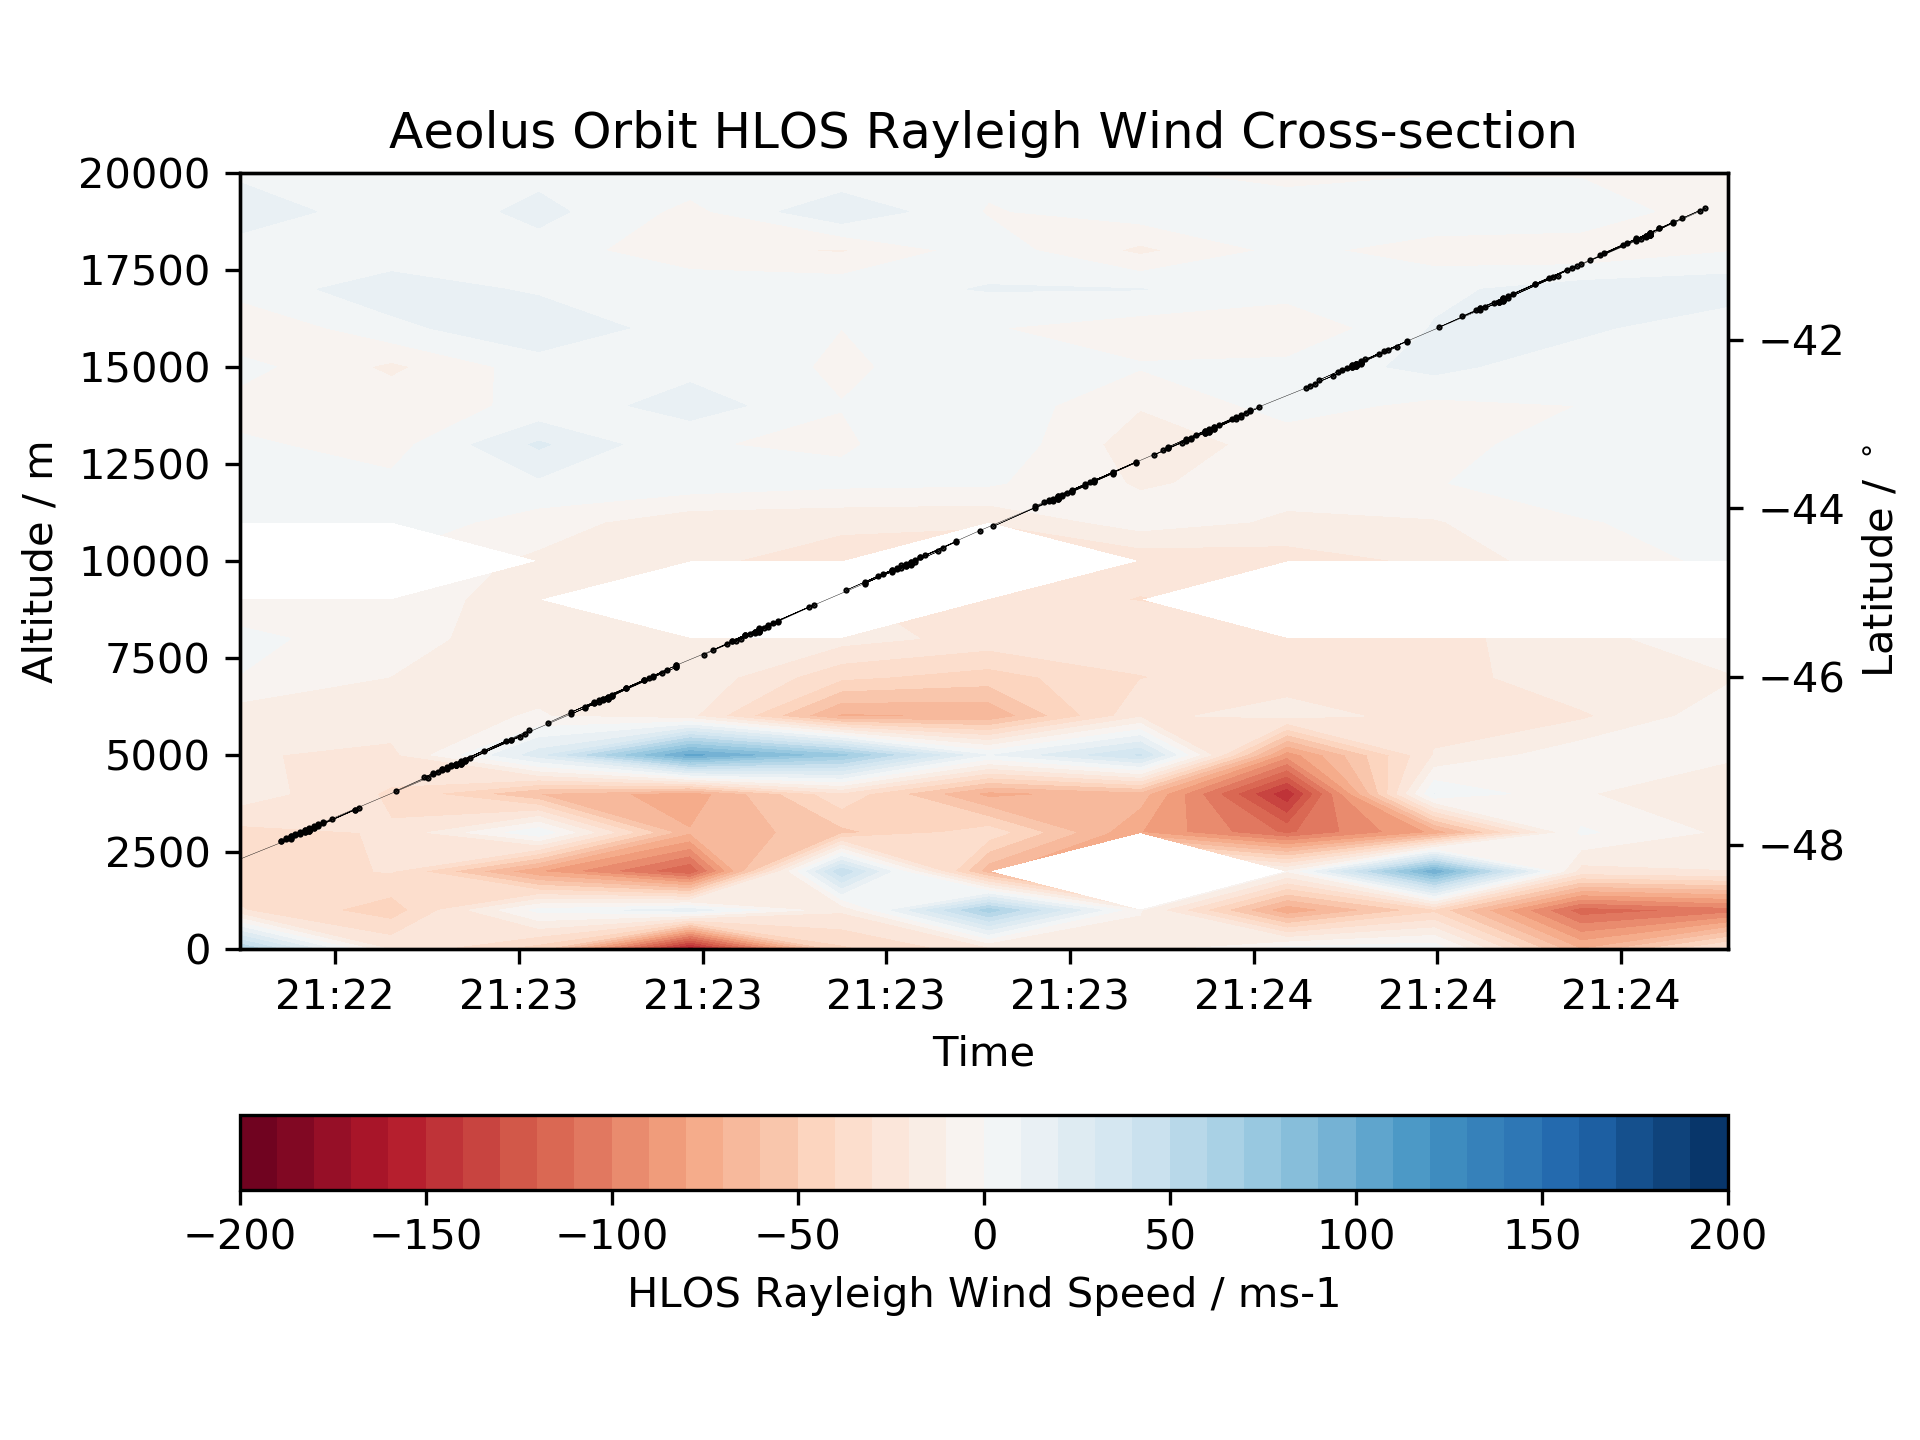 Aeolus Orbit HLOS Rayleigh Wind Cross-section
20000
17500
15000
12500
10000
7500
5000
2500
0
Altitude / m
−42
−44
−46
−48
Latitude / °
21:22 21:23 21:23 21:23 21:23 21:24 21:24 21:24
Time
−200 −150 −100 −50 0 50 100 150 200
HLOS Rayleigh Wind Speed / ms-1